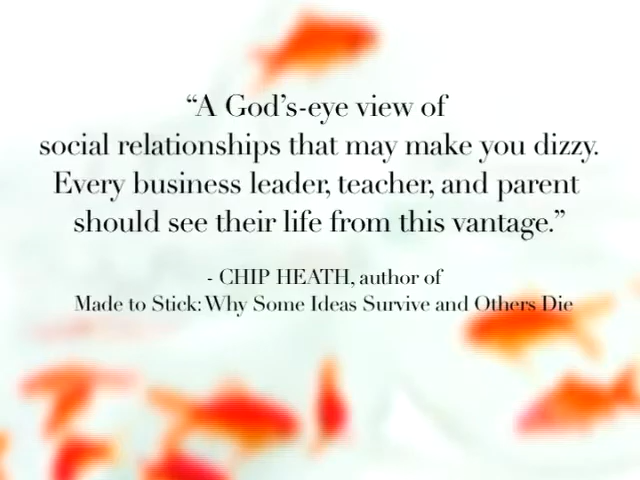 “A God’s-eye view of
social relationships that may make you dizzy.
Every business leader, teacher, and parent
should see their life from this vantage.”
- CHIP HEATH, author of
Made to Stick: Why Some Ideas Survive and Others Die